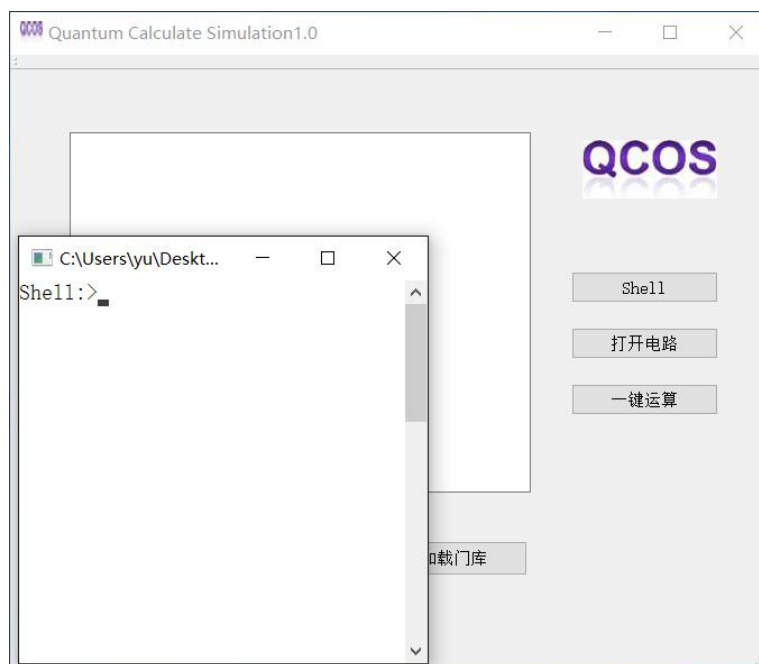 QCOS Quantum Calculate Simulation1.0
QCOS
C:\Users\yu\Deskt...
Shell:>
Shell
打开电路
一键运算
加载门库